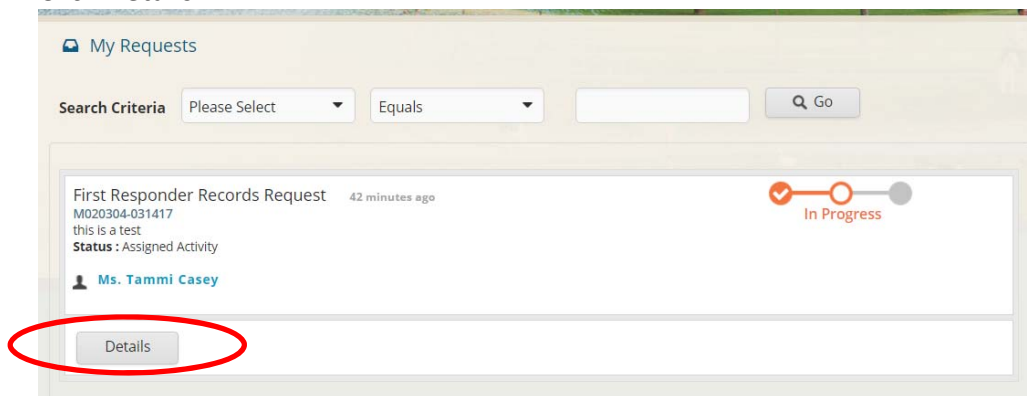 My Requests
Search Criteria Please Select Equals Go
First Responder Records Request 42 minutes ago
M020304-031417
In Progress
this is a test
Status : Assigned Activity
Ms. Tammi Casey
Details